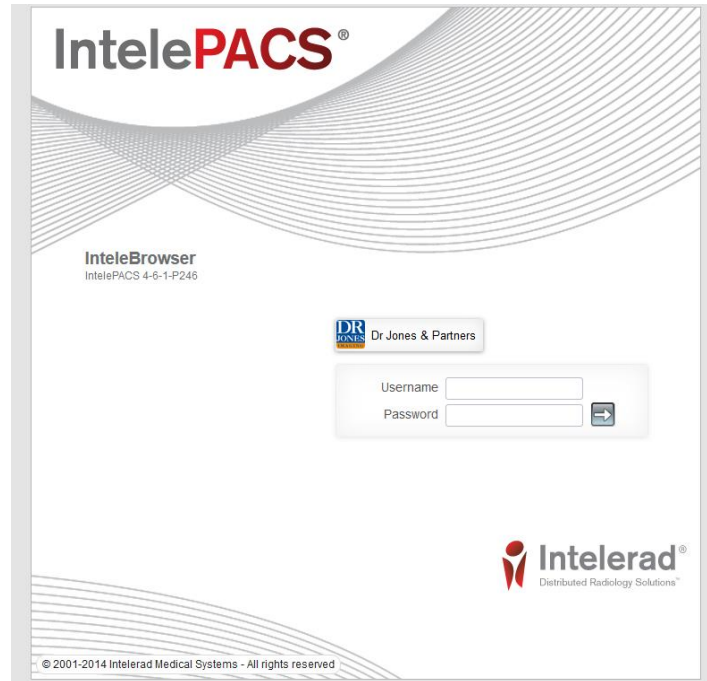 IntelePACS®
InteleBrowser
IntelePACS 4-6-1-P246
DR
JONES
IMAGING
Dr Jones & Partners
Username
Password
Intelerad®
Distributed Radiology Solutions™
© 2001-2014 Intelerad Medical Systems - All rights reserved